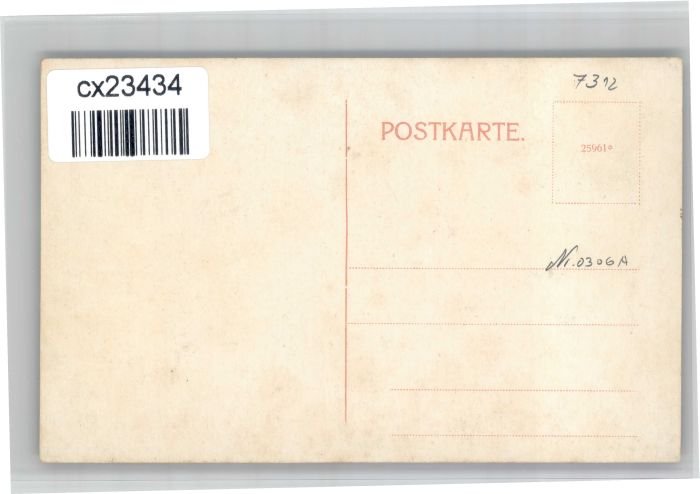 cx23434
7312
POSTKARTE.
25961*
Nr. 0306A